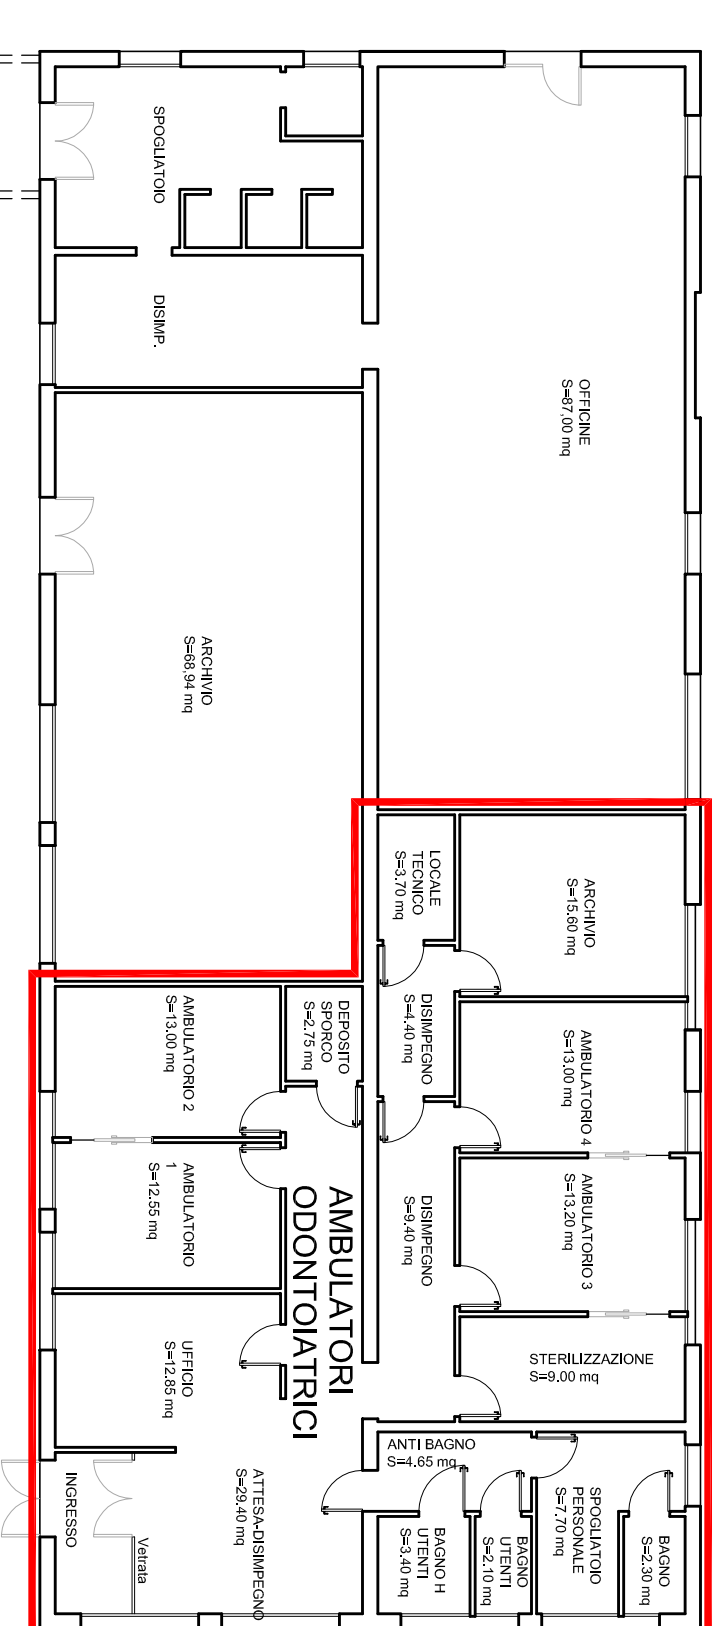 SPOGLIATOIO
DISIMP.
OFFICINE
S=87,00 mq
ARCHIVIO
S=68,94 mq
LOCALE
TECNICO
S=3.70 mq
ARCHIVIO
S=15.60 mq
AMBULATORIO 2
S=13.00 mq
DEPOSITO
SPORCO
S=2.75 mq
DISIMPEGNO
S=4.40 mq
AMBULATORIO 4
S=13.00 mq
AMBULATORIO
1
S=12.55 mq
AMBULATORI
ODONTOIATRICI
DISIMPEGNO
S=9.40 mq
AMBULATORIO 3
S=13.20 mq
UFFICIO
S=12.85 mq
STERILIZZAZIONE
S=9.00 mq
ANTI BAGNO
S=4.65 mq
INGRESSO
Vetrata
ATTESA-DISIMPEGNO
S=29.40 mq
BAGNO H
UTENTI
S=3.40 mq
BAGNO
UTENTI
S=2.10 mq
SPOGLIATOIO
PERSONALE
S=7.70 mq
BAGNO
S=2.30 mq